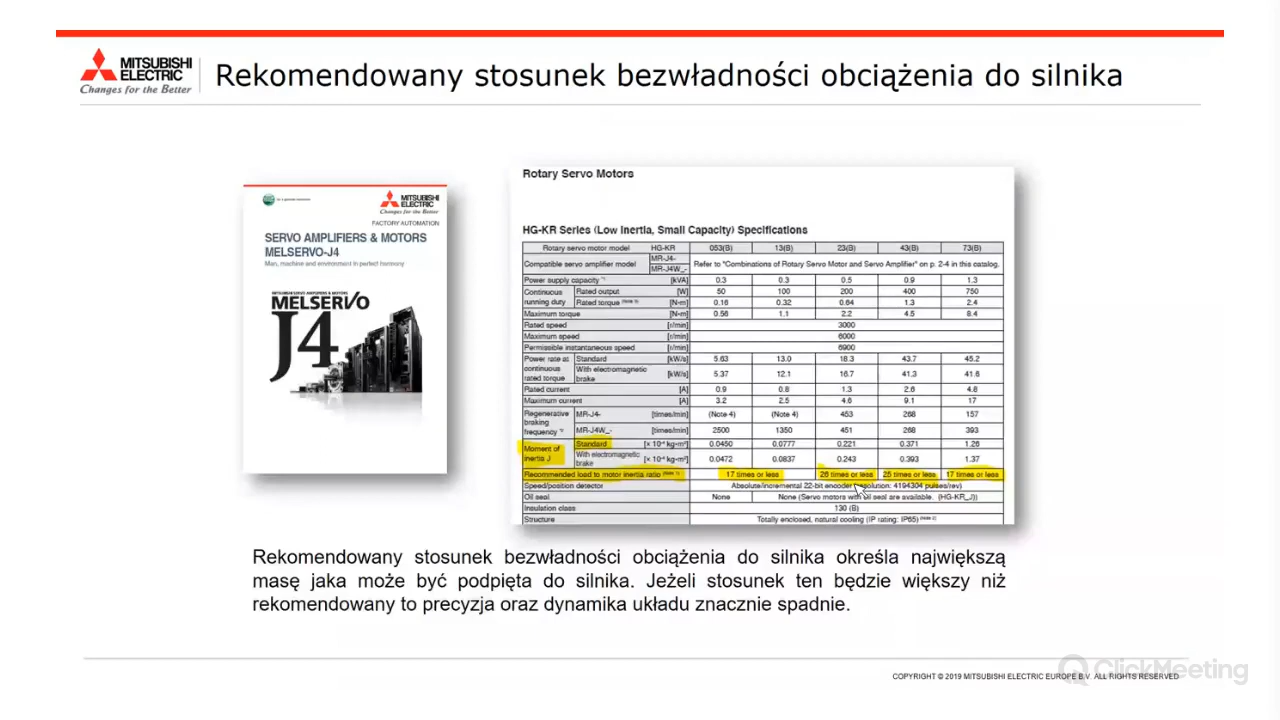 MITSUBISHI
ELECTRIC
Changes for the Better
Rekomendowany stosunek bezwładności obciążenia do silnika
MITSUBISHI
ELECTRIC
Changes for the Better
FACTORY AUTOMATION
SERVO AMPLIFIERS & MOTORS
MELSERVO-J4
Man, machine and environment in perfect harmony
MITSUBISHI SERVO AMPLIFIERS & MOTORS
MELSERVO
J4
Rotary Servo Motors
HG-KR Series (Low Inertia, Small Capacity) Specifications
Rotary servo motor model HG-KR 053(B) 13(B) 23(B) 43(B) 73(B)
Compatible servo amplifier model MR-J4- MR-J4W_- Refer to "Combinations of Rotary Servo Motor and Servo Amplifier" on p. 2-4 in this catalog.
Power supply capacity [kVA] 0.3 0.3 0.5 0.9 1.3
Continuous running duty Rated output [W] 50 100 200 400 750
Rated torque (Note 3) [N·m] 0.16 0.32 0.64 1.3 2.4
Maximum torque [N·m] 0.56 1.1 2.2 4.5 8.4
Rated speed [r/min] 3000
Maximum speed [r/min] 6000
Permissible instantaneous speed [r/min] 6900
Power rate at continuous rated torque Standard [kW/s] 5.63 13.0 18.3 43.7 45.2
With electromagnetic brake [kW/s] 5.37 12.1 16.7 41.3 41.6
Rated current [A] 0.9 0.8 1.3 2.6 4.8
Maximum current [A] 3.2 2.5 4.6 9.1 17
Regenerative braking frequency MR-J4- [times/min] (Note 4) (Note 4) 453 268 157
MR-J4W_- [times/min] 2500 1350 451 268 393
Moment of inertia J Standard [× 10⁻⁴ kg·m²] 0.0450 0.0777 0.221 0.371 1.26
With electromagnetic brake [× 10⁻⁴ kg·m²] 0.0472 0.0837 0.243 0.393 1.37
Recommended load to motor inertia ratio (Note 1) 17 times or less 26 times or less 25 times or less 17 times or less
Speed/position detector Absolute/incremental 22-bit encoder (resolution: 4194304 pulses/rev)
Oil seal None None (Servo motors with oil seal are available. (HG-KR_J))
Insulation class 130 (B)
Structure Totally enclosed, natural cooling (IP rating: IP65) (Note 2)
Rekomendowany stosunek bezwładności obciążenia do silnika określa największą
masę jaka może być podpięta do silnika. Jeżeli stosunek ten będzie większy niż
rekomendowany to precyzja oraz dynamika układu znacznie spadnie.
ClickMeeting
COPYRIGHT © 2019 MITSUBISHI ELECTRIC EUROPE B.V. ALL RIGHTS RESERVED